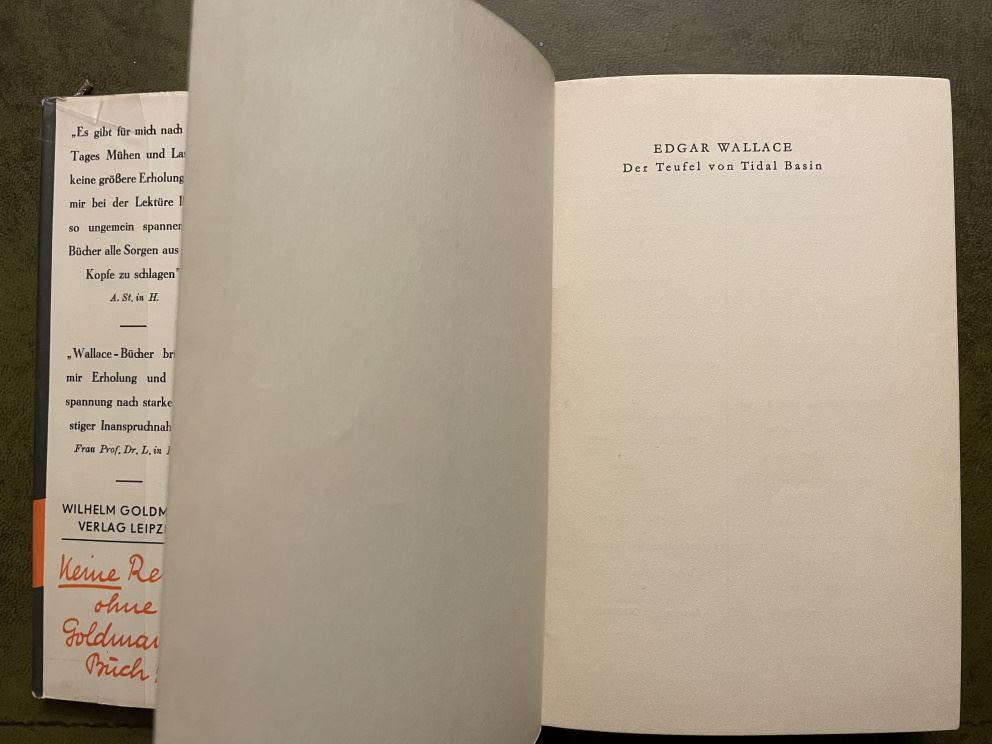 „Es gibt für mich nach
Tages Mühen und
keine größere Erholung
mir bei der Lektüre
so ungemein
Bücher alle Sorgen aus
Kopfe zu schlagen"
A. St. in H.
„Wallace-Bücher
mir Erholung und
spannung nach
stiger
Frau Prof. Dr. L. in
WILHELM
VERLAG
Keine
ohne
Buch!
EDGAR WALLACE
Der Teufel von Tidal Basin